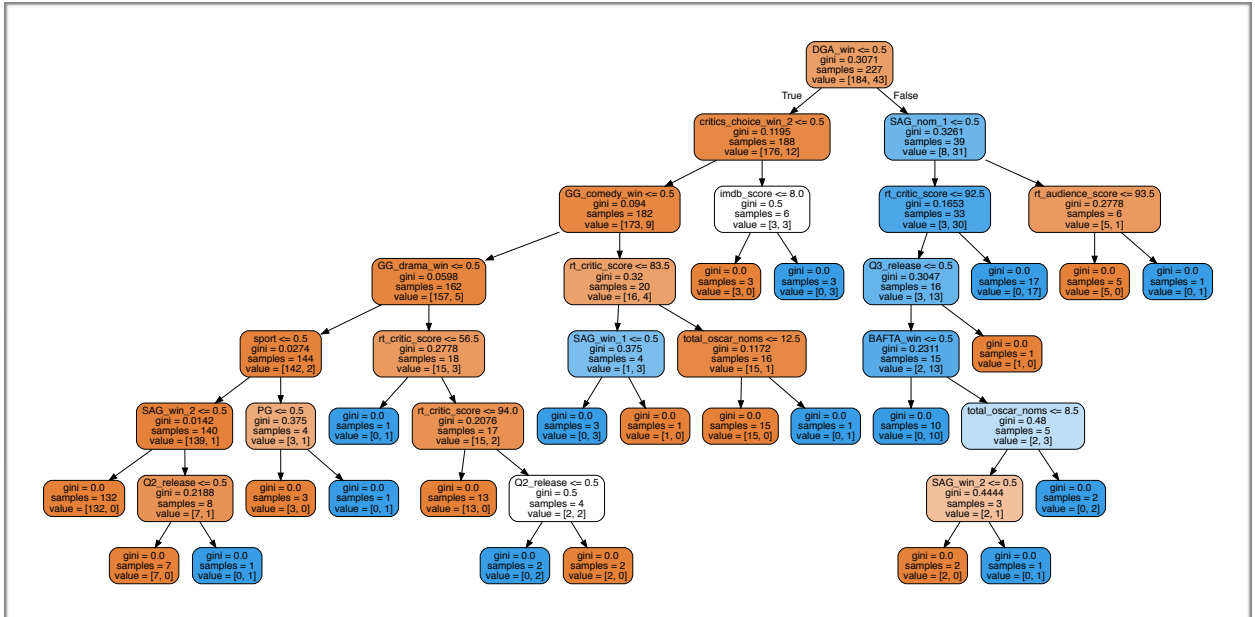 DGA_win <= 0.5
gini = 0.3071
samples = 227
value = [184, 43]
True
False
critics_choice_win_2 <= 0.5
gini = 0.1195
samples = 188
value = [176, 12]
SAG_nom_1 <= 0.5
gini = 0.3261
samples = 39
value = [8, 31]
GG_comedy_win <= 0.5
gini = 0.094
samples = 182
value = [173, 9]
imdb_score <= 8.0
gini = 0.5
samples = 6
value = [3, 3]
rt_critic_score <= 92.5
gini = 0.1653
samples = 33
value = [3, 30]
rt_audience_score <= 93.5
gini = 0.2778
samples = 6
value = [5, 1]
GG_drama_win <= 0.5
gini = 0.0598
samples = 162
value = [157, 5]
rt_critic_score <= 83.5
gini = 0.32
samples = 20
value = [16, 4]
gini = 0.0
samples = 3
value = [3, 0]
gini = 0.0
samples = 3
value = [0, 3]
Q3_release <= 0.5
gini = 0.3047
samples = 16
value = [3, 13]
gini = 0.0
samples = 17
value = [0, 17]
gini = 0.0
samples = 5
value = [5, 0]
gini = 0.0
samples = 1
value = [0, 1]
sport <= 0.5
gini = 0.0274
samples = 144
value = [142, 2]
rt_critic_score <= 56.5
gini = 0.2778
samples = 18
value = [15, 3]
SAG_win_1 <= 0.5
gini = 0.375
samples = 4
value = [1, 3]
total_oscar_noms <= 12.5
gini = 0.1172
samples = 16
value = [15, 1]
BAFTA_win <= 0.5
gini = 0.2311
samples = 15
value = [2, 13]
gini = 0.0
samples = 1
value = [1, 0]
SAG_win_2 <= 0.5
gini = 0.0142
samples = 140
value = [139, 1]
PG <= 0.5
gini = 0.375
samples = 4
value = [3, 1]
gini = 0.0
samples = 1
value = [0, 1]
rt_critic_score <= 94.0
gini = 0.2076
samples = 17
value = [15, 2]
gini = 0.0
samples = 3
value = [0, 3]
gini = 0.0
samples = 1
value = [1, 0]
gini = 0.0
samples = 15
value = [15, 0]
gini = 0.0
samples = 1
value = [0, 1]
gini = 0.0
samples = 10
value = [0, 10]
total_oscar_noms <= 8.5
gini = 0.48
samples = 5
value = [2, 3]
gini = 0.0
samples = 132
value = [132, 0]
Q2_release <= 0.5
gini = 0.2188
samples = 8
value = [7, 1]
gini = 0.0
samples = 3
value = [3, 0]
gini = 0.0
samples = 1
value = [0, 1]
gini = 0.0
samples = 13
value = [13, 0]
Q2_release <= 0.5
gini = 0.5
samples = 4
value = [2, 2]
SAG_win_2 <= 0.5
gini = 0.4444
samples = 3
value = [2, 1]
gini = 0.0
samples = 2
value = [0, 2]
gini = 0.0
samples = 7
value = [7, 0]
gini = 0.0
samples = 1
value = [0, 1]
gini = 0.0
samples = 2
value = [0, 2]
gini = 0.0
samples = 2
value = [2, 0]
gini = 0.0
samples = 2
value = [2, 0]
gini = 0.0
samples = 1
value = [0, 1]